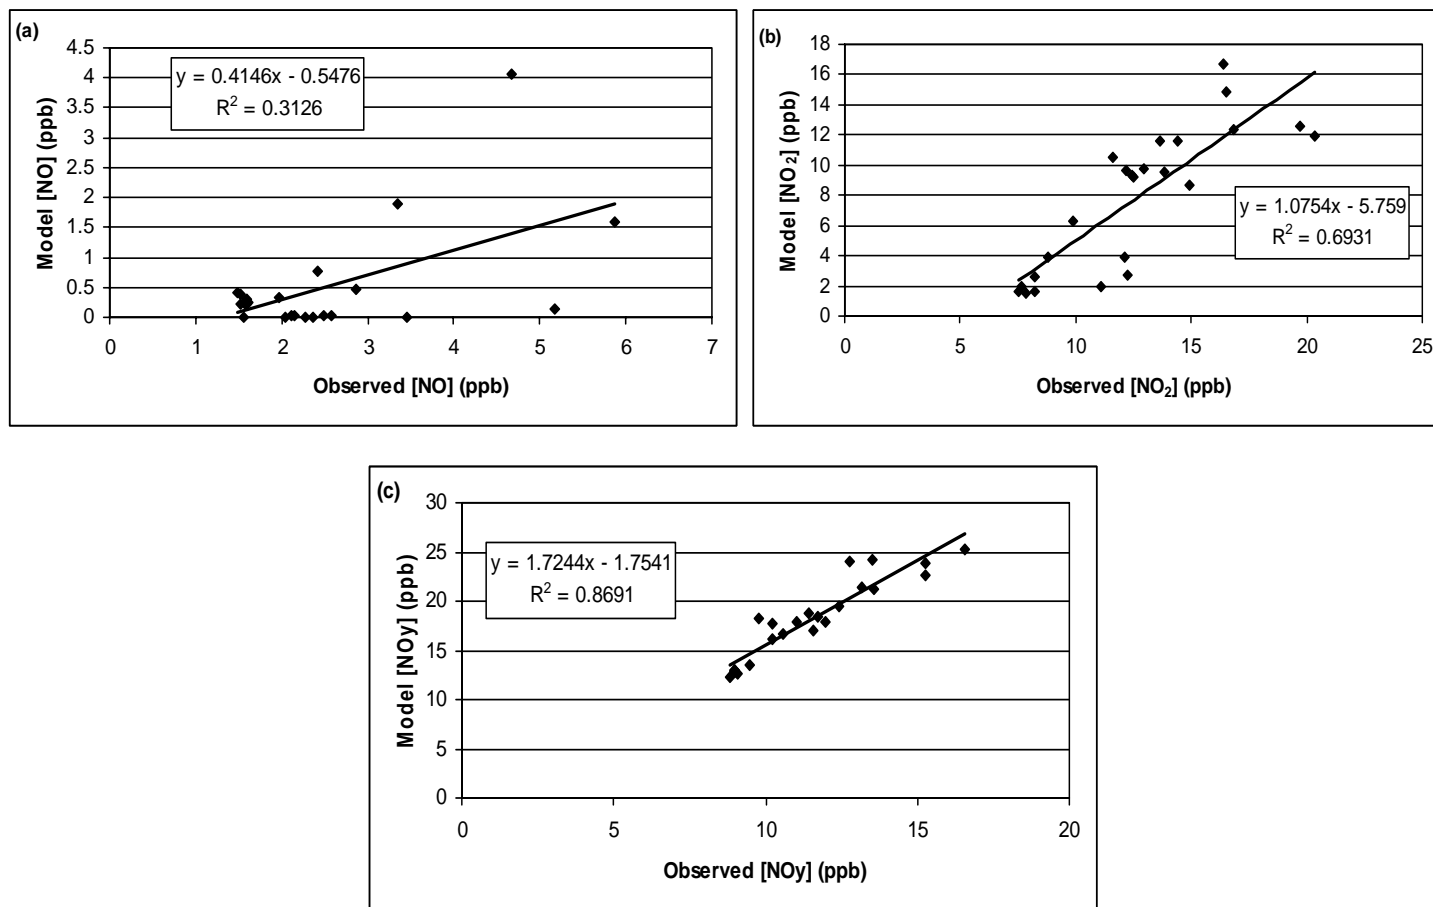 (a)
4.5
4
3.5
3
2.5
2
1.5
1
0.5
0
y = 0.4146x - 0.5476
R² = 0.3126
Model [NO] (ppb)
0 1 2 3 4 5 6 7
Observed [NO] (ppb)
(b)
18
16
14
12
10
8
6
4
2
0
y = 1.0754x - 5.759
R² = 0.6931
Model [NO₂] (ppb)
0 5 10 15 20 25
Observed [NO₂] (ppb)
(c)
30
25
20
15
10
5
0
y = 1.7244x - 1.7541
R² = 0.8691
Model [NOy] (ppb)
0 5 10 15 20
Observed [NOy] (ppb)